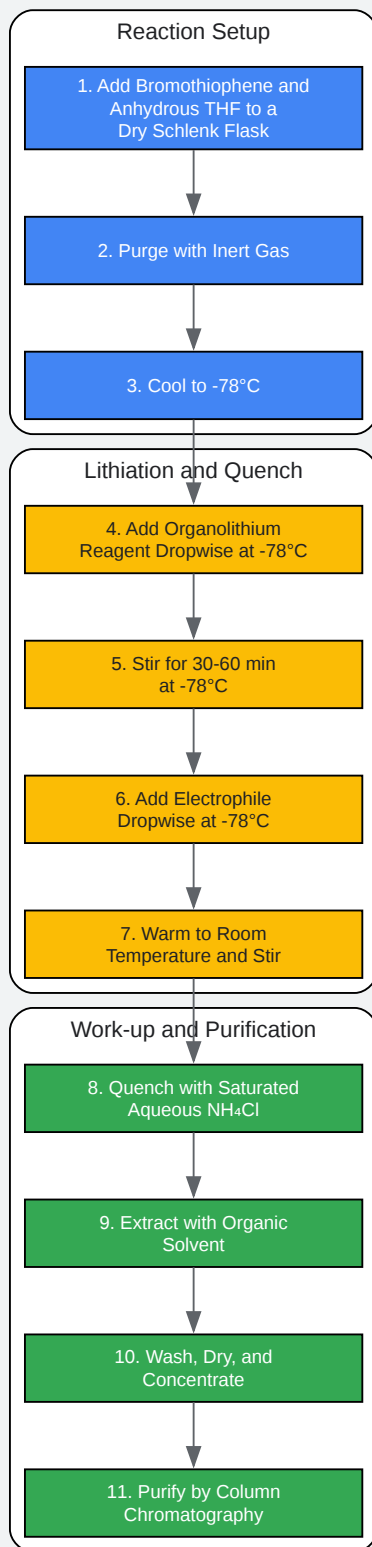 Reaction Setup
1. Add Bromothiophene and
Anhydrous THF to a
Dry Schlenk Flask
2. Purge with Inert Gas
3. Cool to -78°C
Lithiation and Quench
4. Add Organolithium
Reagent Dropwise at -78°C
5. Stir for 30-60 min
at -78°C
6. Add Electrophile
Dropwise at -78°C
7. Warm to Room
Temperature and Stir
Work-up and Purification
8. Quench with Saturated
Aqueous NH₄Cl
9. Extract with Organic
Solvent
10. Wash, Dry, and
Concentrate
11. Purify by Column
Chromatography